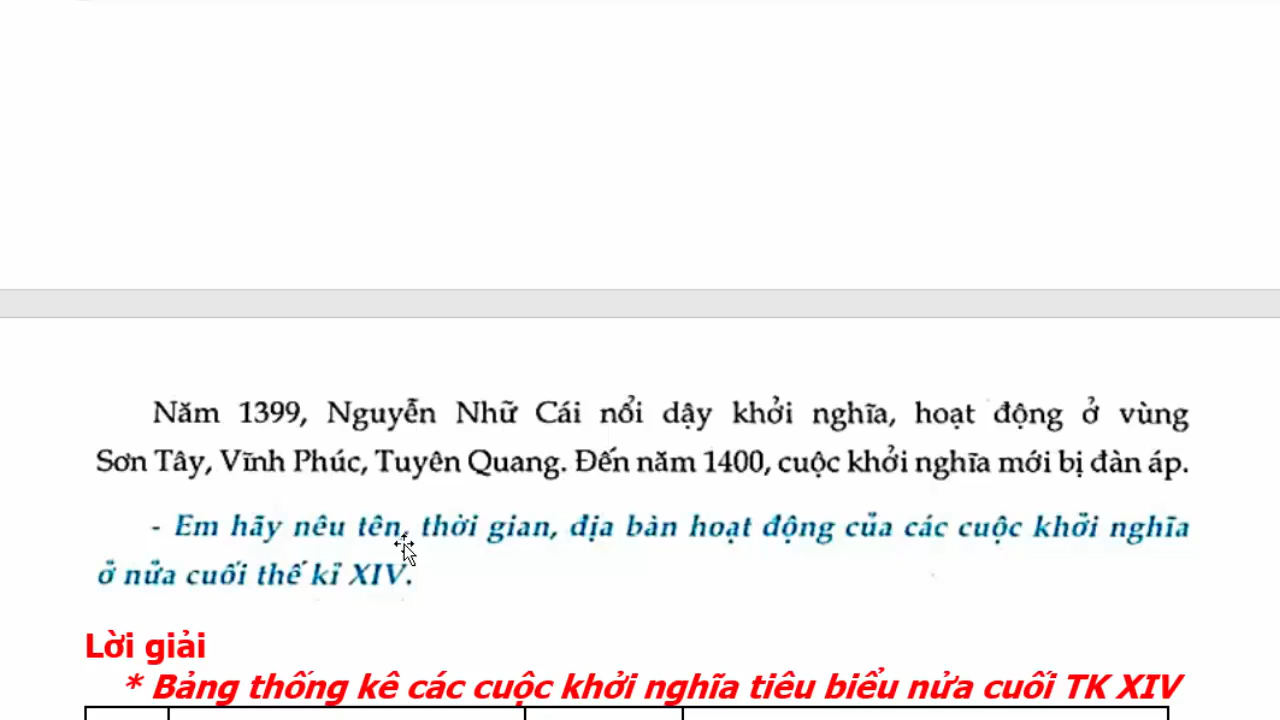 Năm 1399, Nguyễn Nhữ Cái nổi dậy khởi nghĩa, hoạt động ở vùng
Sơn Tây, Vĩnh Phúc, Tuyên Quang. Đến năm 1400, cuộc khởi nghĩa mới bị đàn áp.
- Em hãy nêu tên, thời gian, địa bàn hoạt động của các cuộc khởi nghĩa
ở nửa cuối thế kỉ XIV.
Lời giải
* Bảng thống kê các cuộc khởi nghĩa tiêu biểu nửa cuối TK XIV